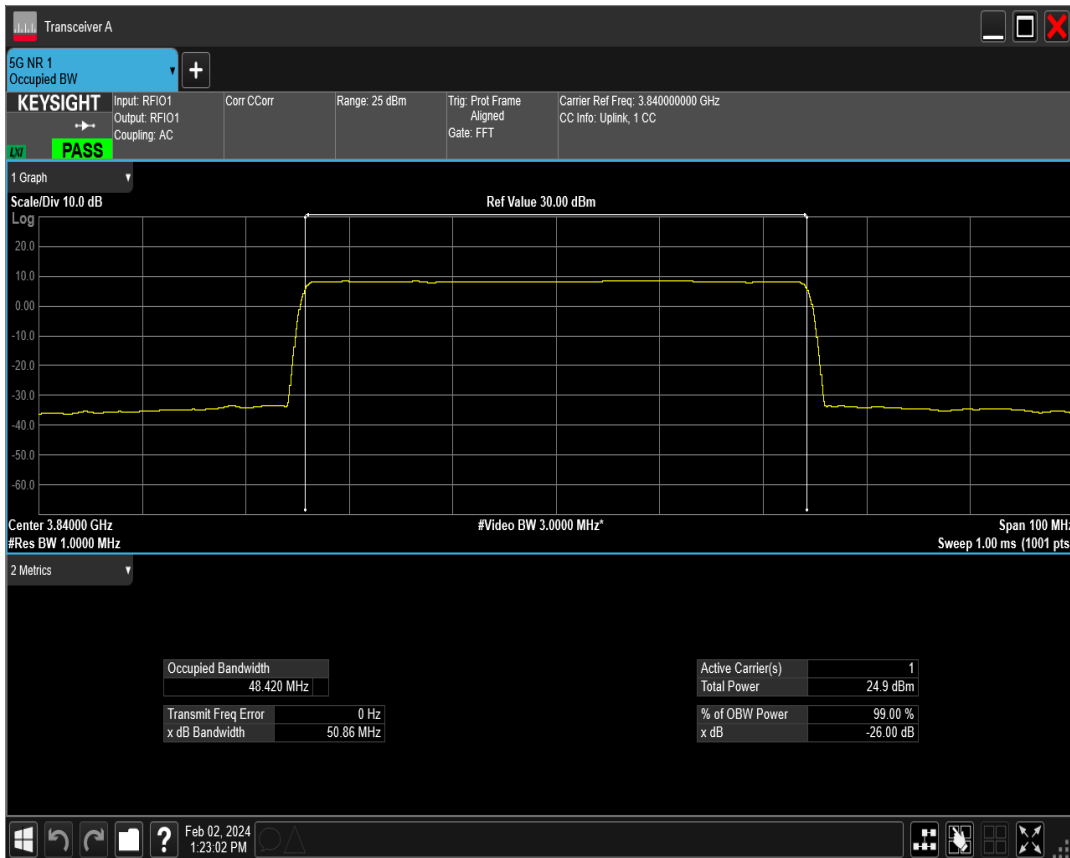 Transceiver A
5G NR 1
Occupied BW
KEYSIGHT
LXI
PASS
Input: RFIO1
Output: RFIO1
Coupling: AC
Corr CCorr
Range: 25 dBm
Trig: Prot Frame
Aligned
Gate: FFT
Carrier Ref Freq: 3.840000000 GHz
CC Info: Uplink, 1 CC
1 Graph
Scale/Div 10.0 dB
Ref Value 30.00 dBm
Log
20.0
10.0
0.00
-10.0
-20.0
-30.0
-40.0
-50.0
-60.0
Center 3.84000 GHz
#Video BW 3.0000 MHz*
Span 100 MHz
#Res BW 1.0000 MHz
Sweep 1.00 ms (1001 pts
2 Metrics
Occupied Bandwidth
48.420 MHz
Transmit Freq Error 0 Hz
x dB Bandwidth 50.86 MHz
Active Carrier(s) 1
Total Power 24.9 dBm
% of OBW Power 99.00 %
x dB -26.00 dB
?
Feb 02, 2024
1:23:02 PM